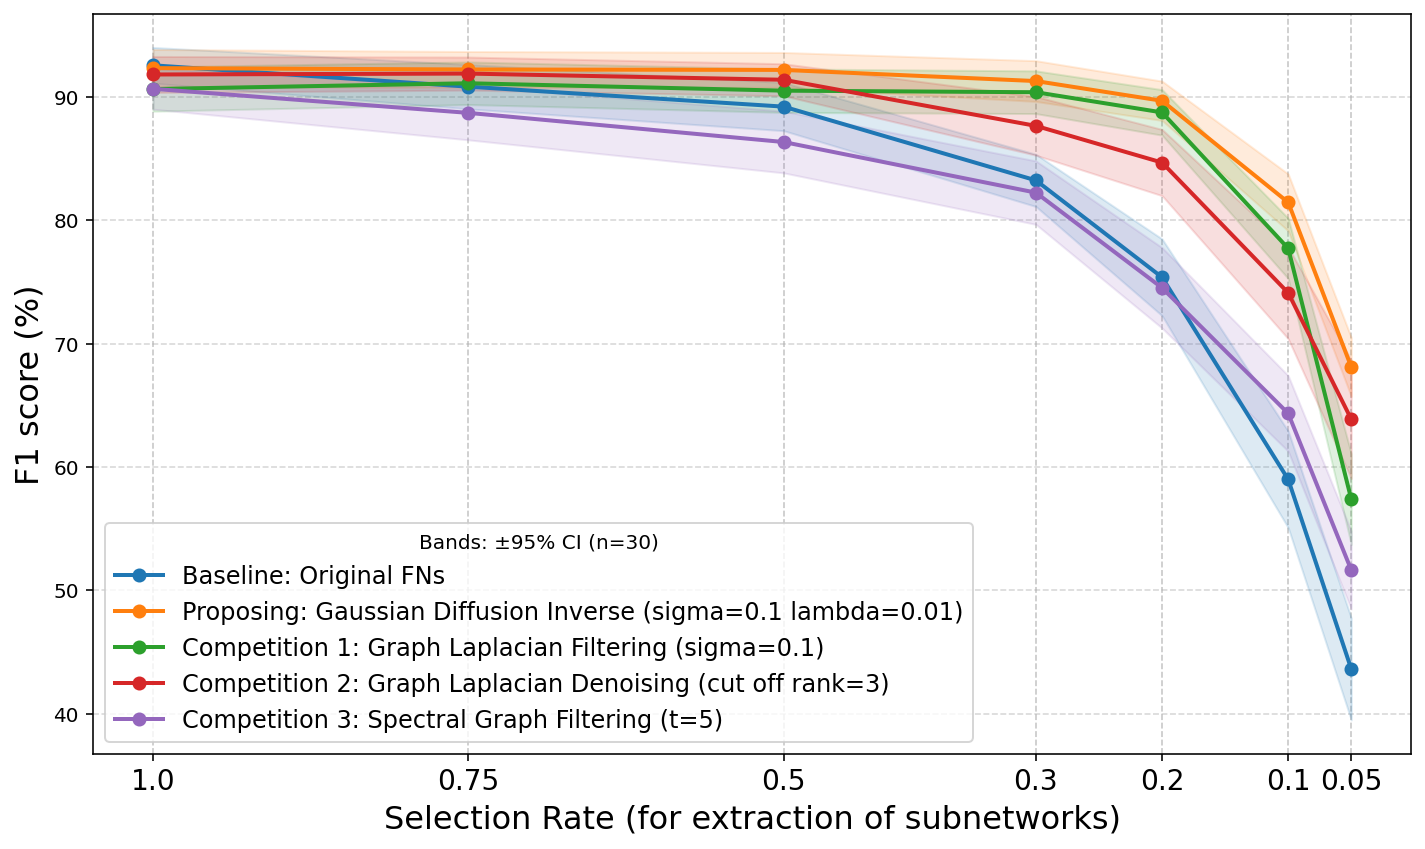 90
80
70
60
50
40
F1 score (%)
Bands: ±95% CI (n=30)
Baseline: Original FNs
Proposing: Gaussian Diffusion Inverse (sigma=0.1 lambda=0.01)
Competition 1: Graph Laplacian Filtering (sigma=0.1)
Competition 2: Graph Laplacian Denoising (cut off rank=3)
Competition 3: Spectral Graph Filtering (t=5)
1.0 0.75 0.5 0.3 0.2 0.1 0.05
Selection Rate (for extraction of subnetworks)